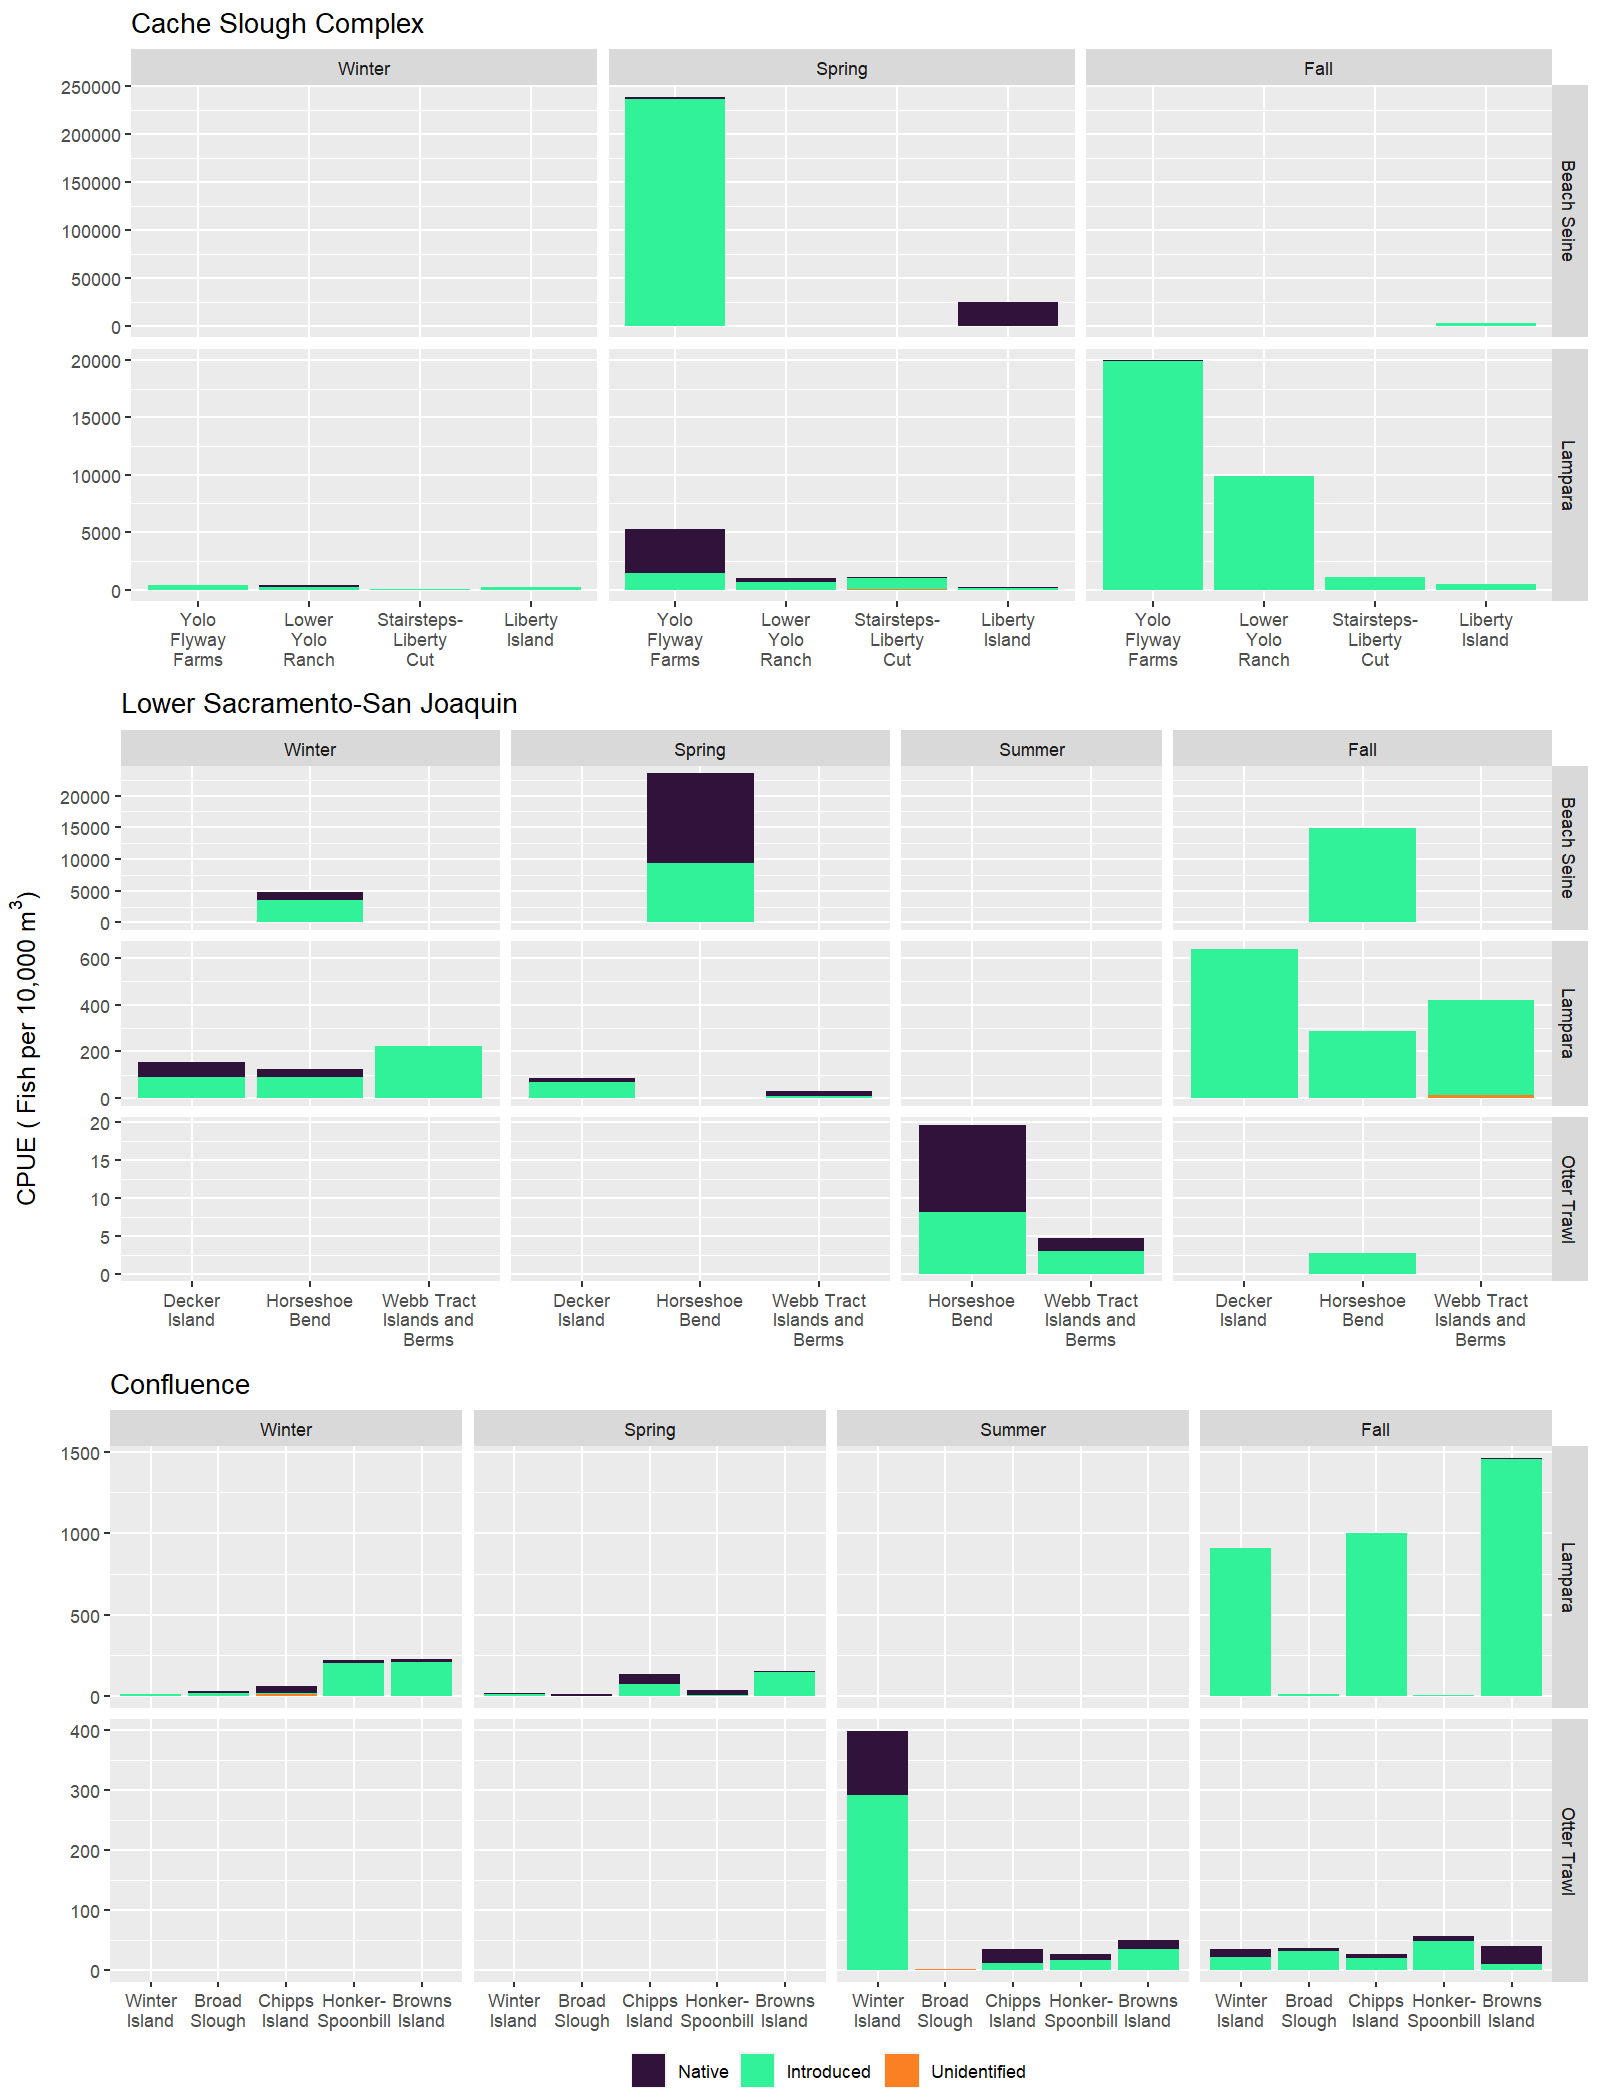 Cache Slough Complex
Winter
Spring
Fall
250000
200000
150000
100000
50000
0
Beach Seine
20000
15000
10000
5000
0
Lampara
Yolo Flyway Farms
Lower Yolo Ranch
Stairsteps-Liberty Cut
Liberty Island
Yolo Flyway Farms
Lower Yolo Ranch
Stairsteps-Liberty Cut
Liberty Island
Yolo Flyway Farms
Lower Yolo Ranch
Stairsteps-Liberty Cut
Liberty Island
Lower Sacramento-San Joaquin
Winter
Spring
Summer
Fall
20000
15000
10000
5000
0
Beach Seine
600
400
200
0
Lampara
20
15
10
5
0
Otter Trawl
Decker Island
Horseshoe Bend
Webb Tract Islands and Berms
Decker Island
Horseshoe Bend
Webb Tract Islands and Berms
Horseshoe Bend
Webb Tract Islands and Berms
Decker Island
Horseshoe Bend
Webb Tract Islands and Berms
CPUE ( Fish per 10,000 m³)
Confluence
Winter
Spring
Summer
Fall
1500
1000
500
0
Lampara
400
300
200
100
0
Otter Trawl
Winter Island
Broad Slough
Chipps Island
Honker-Spoonbill
Browns Island
Winter Island
Broad Slough
Chipps Island
Honker-Spoonbill
Browns Island
Winter Island
Broad Slough
Chipps Island
Honker-Spoonbill
Browns Island
Winter Island
Broad Slough
Chipps Island
Honker-Spoonbill
Browns Island
Native
Introduced
Unidentified